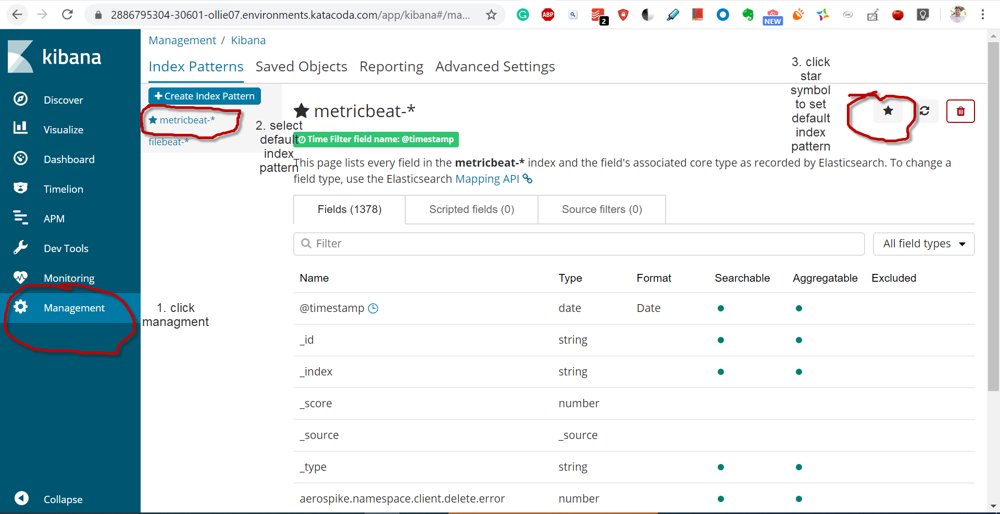 2886795304-30601-ollie07.environments.katacoda.com/app/kibana#/ma...
ABP
2
NEW
psi
kibana
Discover
Visualize
Dashboard
Timelion
APM
Dev Tools
Monitoring
Management
Collapse
Management / Kibana
Index Patterns Saved Objects Reporting Advanced Settings
Create Index Pattern
metricbeat-*
filebeat-*
1. click
managment
2. select
default
index
pattern
3. click
star
symbol
to set
default
index
pattern
metricbeat-*
Time Filter field name: @timestamp
This page lists every field in the metricbeat-* index and the field's associated core type as recorded by Elasticsearch. To change a
field type, use the Elasticsearch Mapping API
Fields (1378) Scripted fields (0) Source filters (0)
Filter
All field types
Name Type Format Searchable Aggregatable Excluded
@timestamp date Date
_id string
_index string
_score number
_source _source
_type string
aerospike.namespace.client.delete.error number